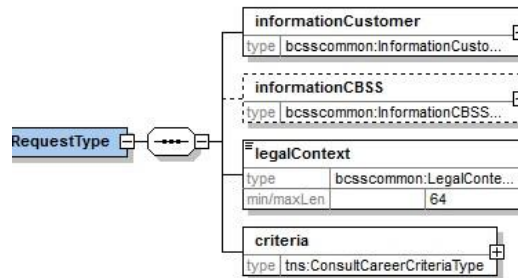 informationCustomer
type bcsscommon:InformationCusto...
informationCBSS
type bcsscommon:InformationCBSS...
RequestType
legalContext
type bcsscommon:LegalConte...
min/maxLen 64
criteria
type tns:ConsultCareerCriteriaType